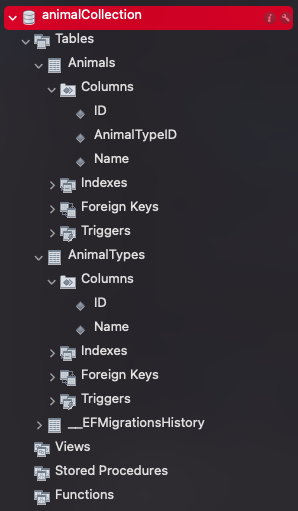 animalCollection
Tables
Animals
Columns
ID
AnimalTypeID
Name
Indexes
Foreign Keys
Triggers
AnimalTypes
Columns
ID
Name
Indexes
Foreign Keys
Triggers
__EFMigrationsHistory
Views
Stored Procedures
Functions